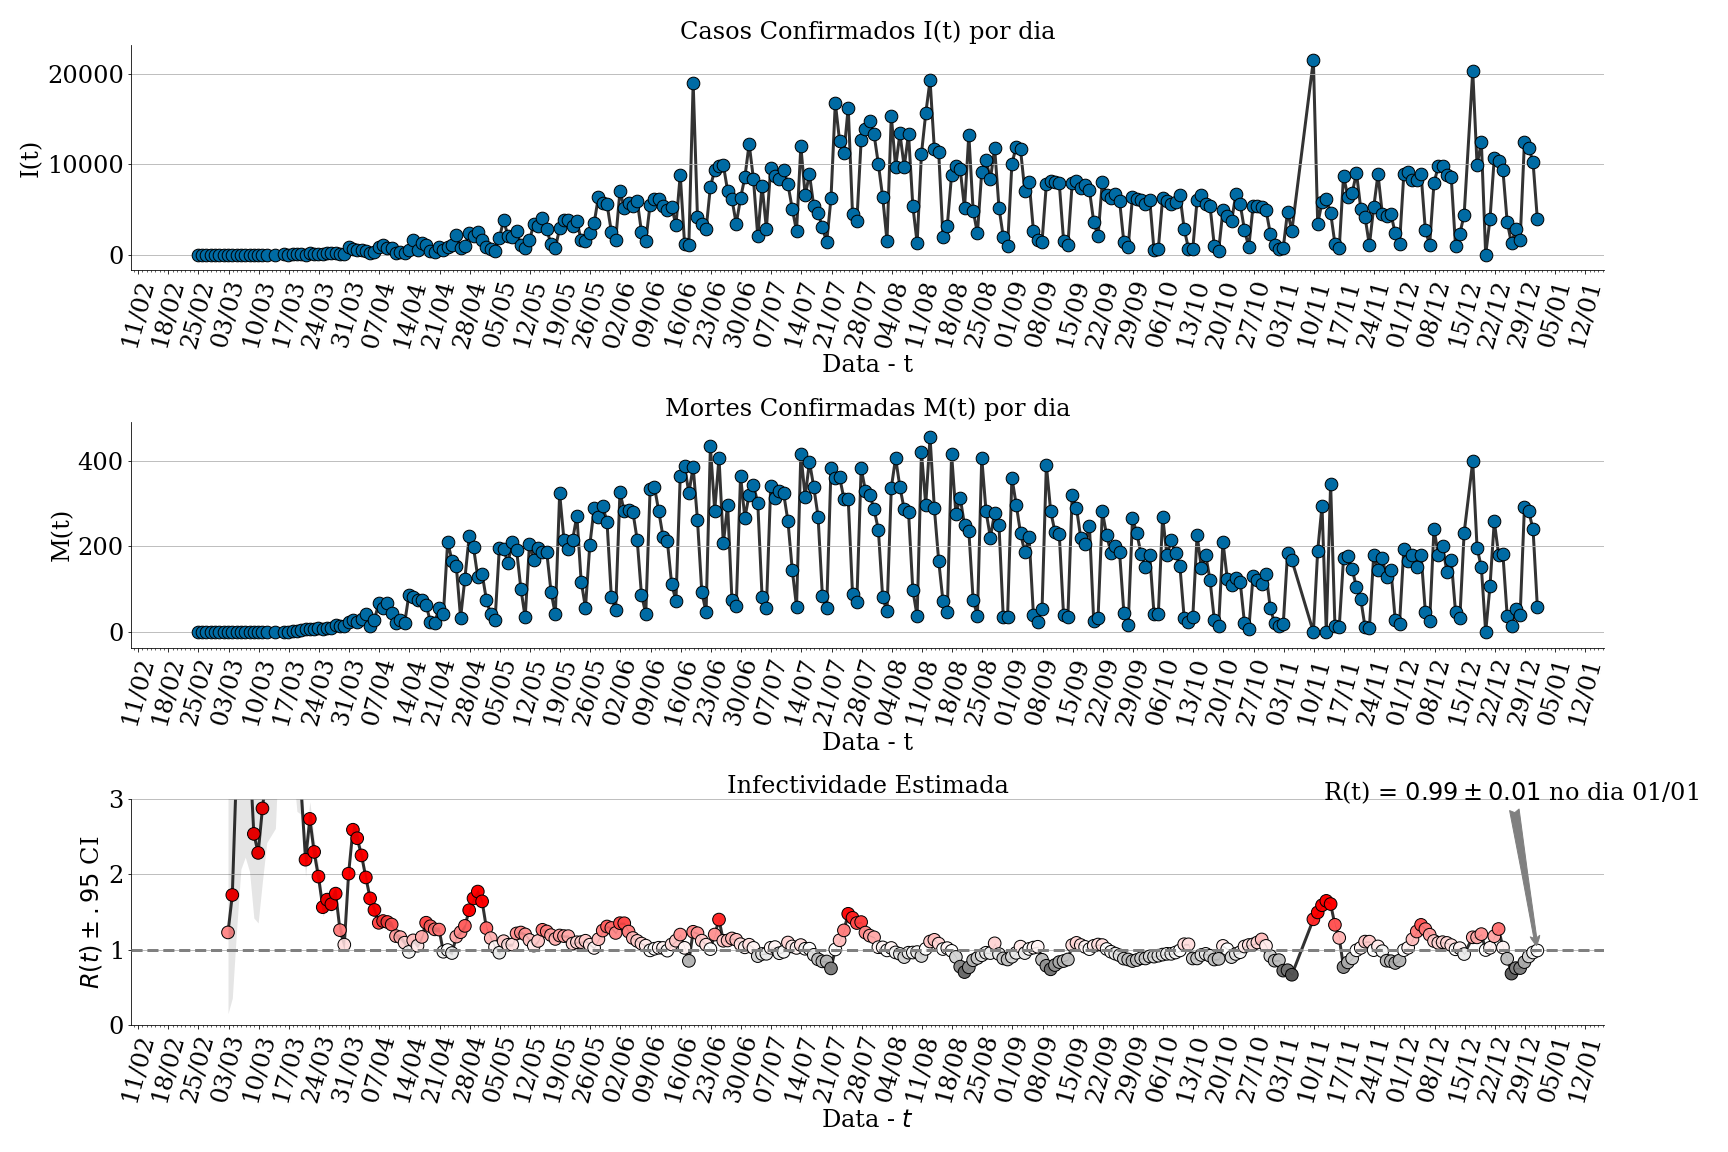 Casos Confirmados I(t) por dia
I(t)
20000
10000
0
11/02 18/02 25/02 03/03 10/03 17/03 24/03 31/03 07/04 14/04 21/04 28/04 05/05 12/05 19/05 26/05 02/06 09/06 16/06 23/06 30/06 07/07 14/07 21/07 28/07 04/08 11/08 18/08 25/08 01/09 08/09 15/09 22/09 29/09 06/10 13/10 20/10 27/10 03/11 10/11 17/11 24/11 01/12 08/12 15/12 22/12 29/12 05/01 12/01
Data - t
Mortes Confirmadas M(t) por dia
M(t)
400
200
0
11/02 18/02 25/02 03/03 10/03 17/03 24/03 31/03 07/04 14/04 21/04 28/04 05/05 12/05 19/05 26/05 02/06 09/06 16/06 23/06 30/06 07/07 14/07 21/07 28/07 04/08 11/08 18/08 25/08 01/09 08/09 15/09 22/09 29/09 06/10 13/10 20/10 27/10 03/11 10/11 17/11 24/11 01/12 08/12 15/12 22/12 29/12 05/01 12/01
Data - t
Infectividade Estimada
R(t) = 0.99 ± 0.01 no dia 01/01
R(t) ± .95 CI
3
2
1
0
11/02 18/02 25/02 03/03 10/03 17/03 24/03 31/03 07/04 14/04 21/04 28/04 05/05 12/05 19/05 26/05 02/06 09/06 16/06 23/06 30/06 07/07 14/07 21/07 28/07 04/08 11/08 18/08 25/08 01/09 08/09 15/09 22/09 29/09 06/10 13/10 20/10 27/10 03/11 10/11 17/11 24/11 01/12 08/12 15/12 22/12 29/12 05/01 12/01
Data - t